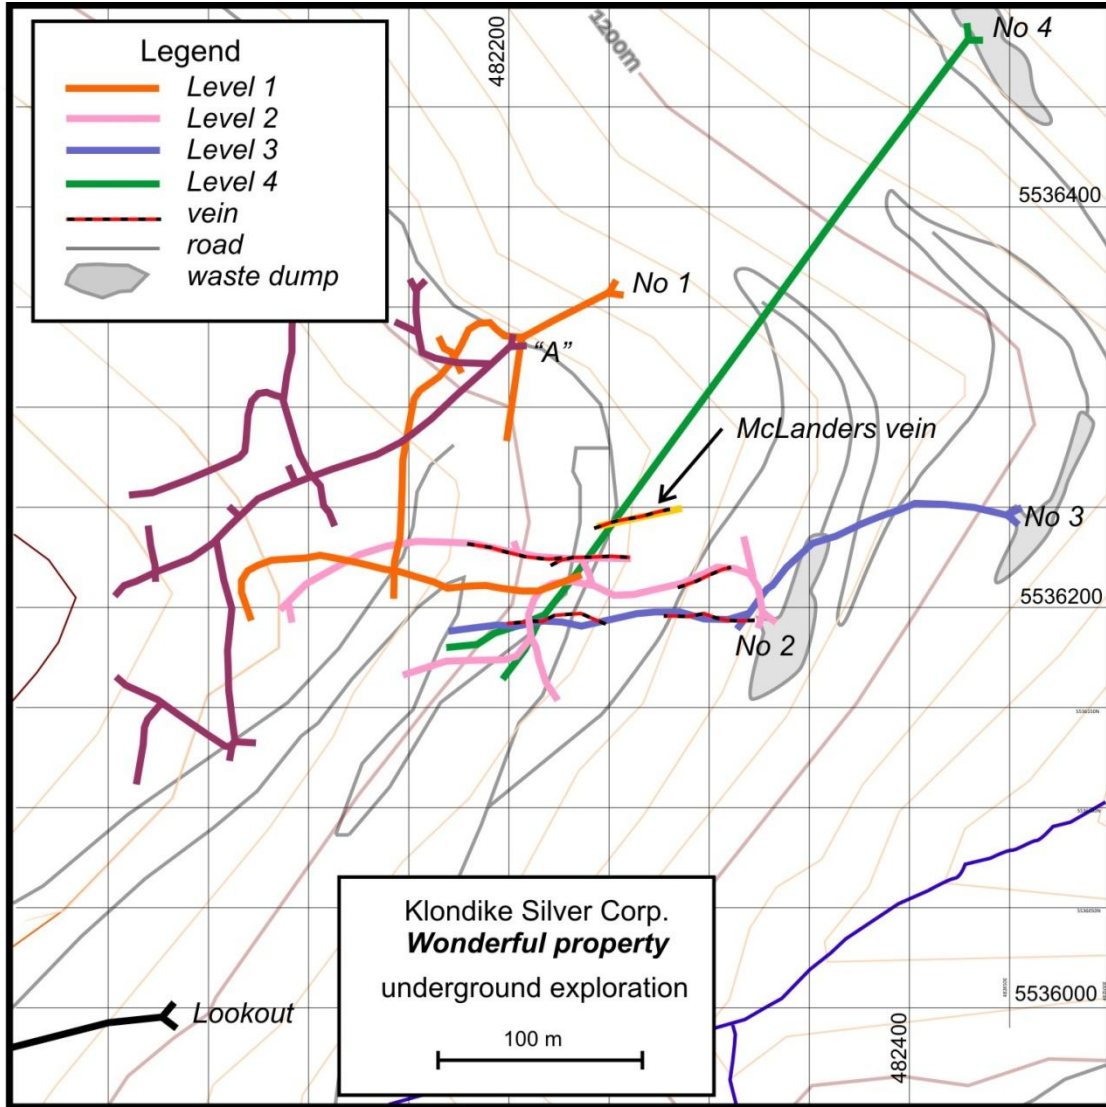 Legend
Level 1
Level 2
Level 3
Level 4
vein
road
waste dump
482200
1200m
No 4
5536400
No 1
“A”
McLanders vein
No 3
5536200
No 2
Klondike Silver Corp.
Wonderful property
underground exploration
100 m
5536000
482400
Lookout